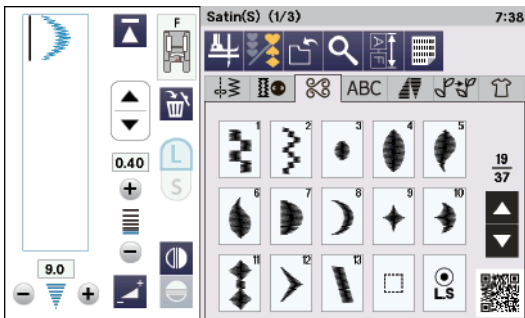 F
Satin(S) (1/3) 7:38
A H F
ABC
0.40
L
S
9.0
1 2 3 4 5
19
37
6 7 8 9 10
11 12 13 L.S